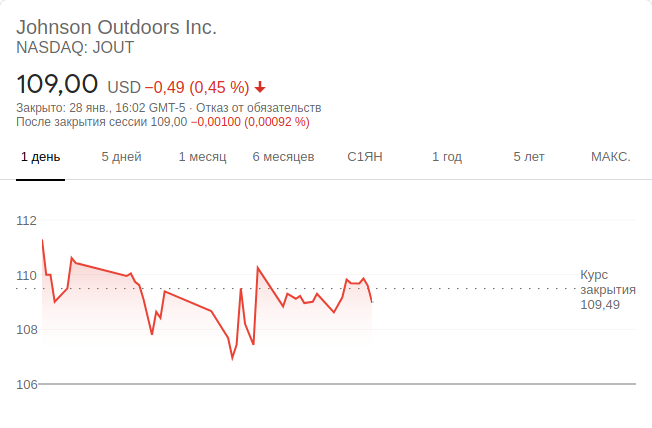 Johnson Outdoors Inc.
NASDAQ: JOUT
109,00 USD −0,49 (0,45 %)
Закрыто: 28 янв., 16:02 GMT-5 · Отказ от обязательств
После закрытия сессии 109,00 −0,00100 (0,00092 %)
1 день 5 дней 1 месяц 6 месяцев С1ЯН 1 год 5 лет МАКС.
112
110
108
106
Курс
закрытия
109,49